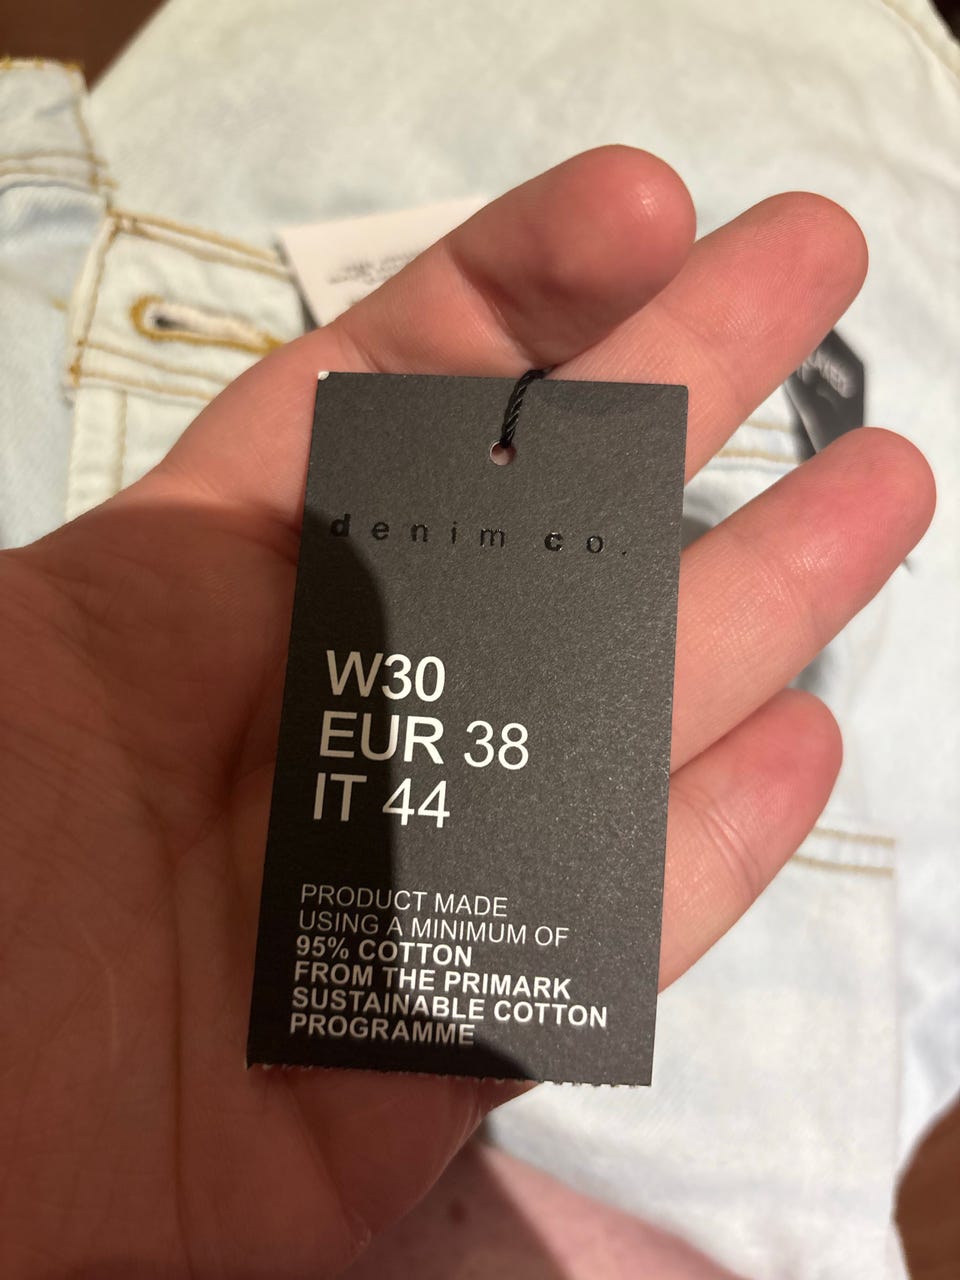 denim co.
W30
EUR 38
IT 44
PRODUCT MADE
USING A MINIMUM OF
95% COTTON
FROM THE PRIMARK
SUSTAINABLE COTTON
PROGRAMME